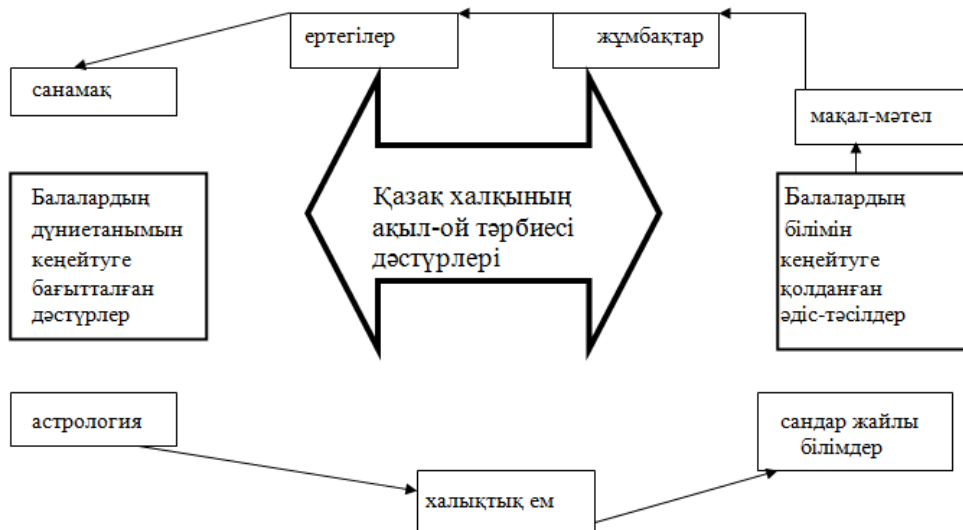 ертегілер
жұмбақтар
санамақ
мақал-мәтел
Балалардың
дүниетанымын
кеңейтуге
бағытталған
дәстүрлер
Қазақ халқының
ақыл-ой тәрбиесі
дәстүрлері
Балалардың
білімін
кеңейтуге
қолданған
әдіс-тәсілдер
астрология
халықтық ем
сандар жайлы
білімдер